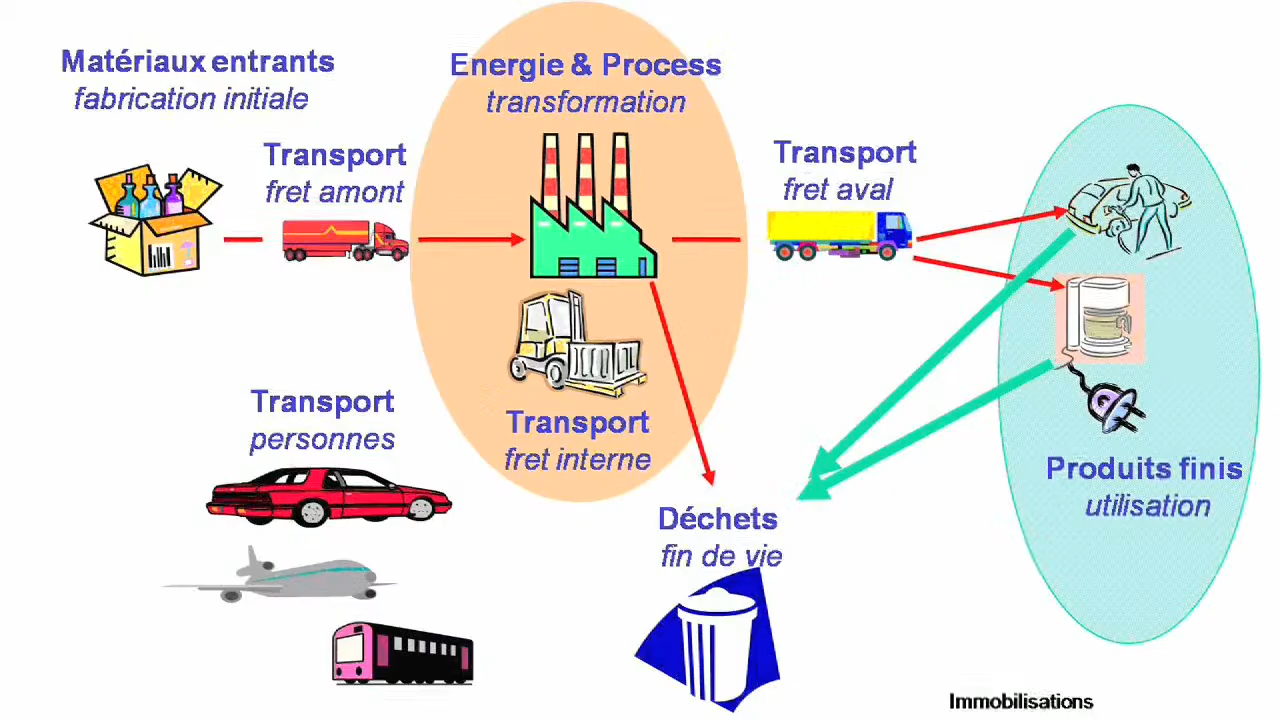 Matériaux entrants
fabrication initiale
Transport
fret amont
Energie & Process
transformation
Transport
fret aval
Transport
fret interne
Transport
personnes
Déchets
fin de vie
Produits finis
utilisation
Immobilisations